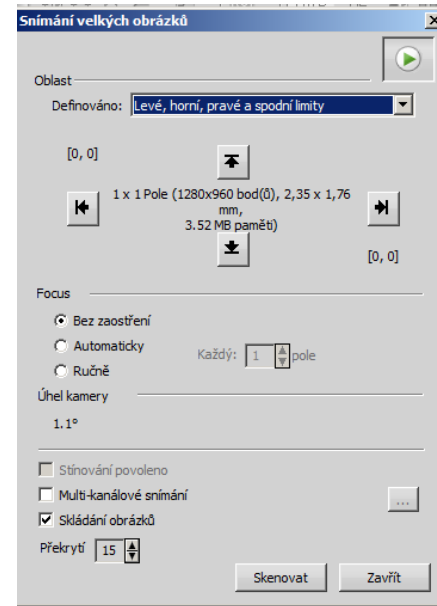 Snímání velkých obrázků
Oblast
Definováno: Levé, horní, pravé a spodní limity
[0, 0]
1 x 1 Pole (1280x960 bod(ů), 2,35 x 1,76
mm,
3.52 MB paměti)
[0, 0]
Focus
Bez zaostření
Automaticky
Každý: 1 pole
Ručně
Úhel kamery
1.1°
Stínování povoleno
Multi-kanálové snímání
...
Skládání obrázků
Překrytí 15
Skenovat Zavřít